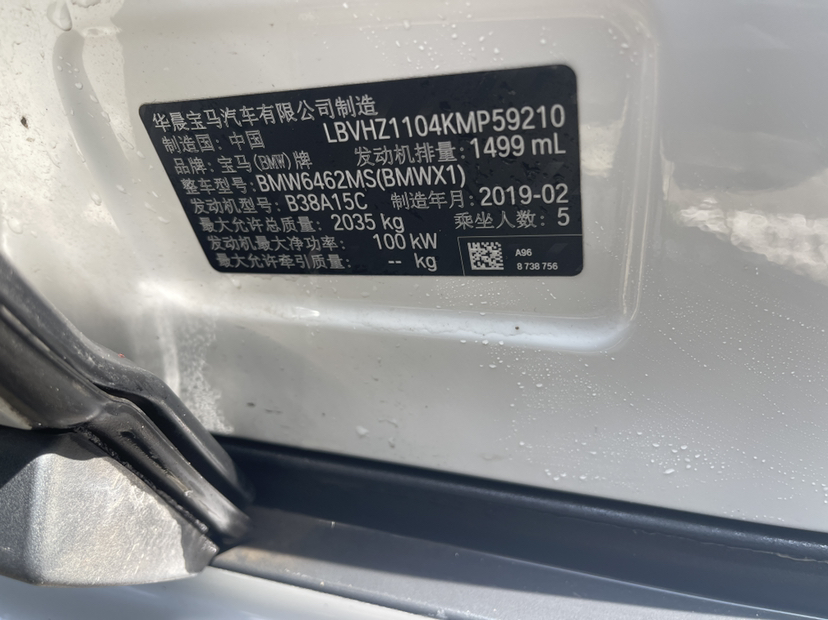 华晨宝马汽车有限公司制造
制造国: 中国 LBVHZ1104KMP59210
品牌: 宝马(BMW)牌 发动机排量: 1499 mL
整车型号: BMW6462MS(BMWX1)
发动机型号: B38A15C 制造年月: 2019-02
最大允许总质量: 2035 kg 乘坐人数: 5
发动机最大净功率: 100 kW
最大允许牵引质量: -- kg
A96
8 738 756